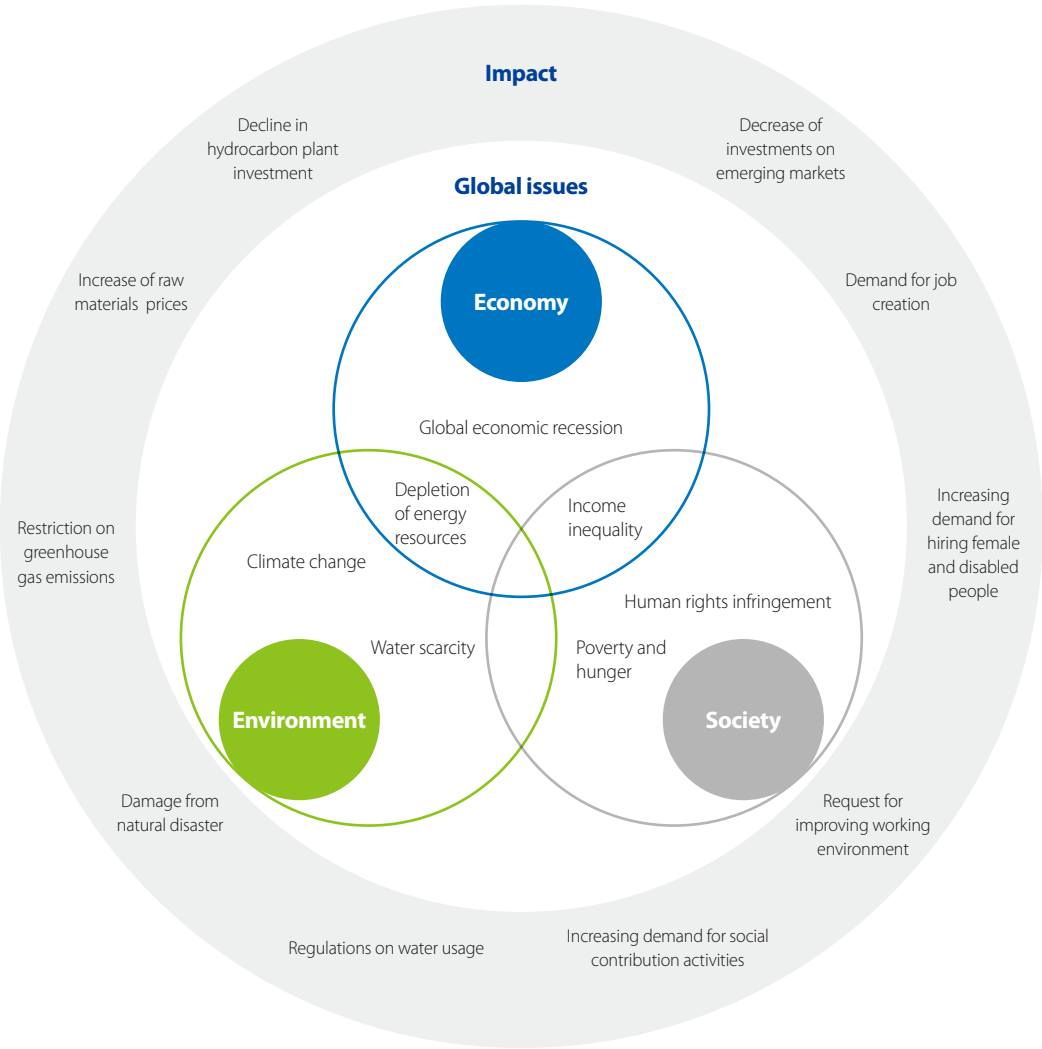 Impact
Decline in
hydrocarbon plant
investment
Decrease of
investments on
emerging markets
Global issues
Increase of raw
materials prices
Economy
Demand for job
creation
Global economic recession
Depletion
of energy
resources
Income
inequality
Restriction on
greenhouse
gas emissions
Climate change
Increasing
demand for
hiring female
and disabled
people
Human rights infringement
Water scarcity
Poverty and
hunger
Environment
Society
Damage from
natural disaster
Request for
improving working
environment
Regulations on water usage
Increasing demand for social
contribution activities